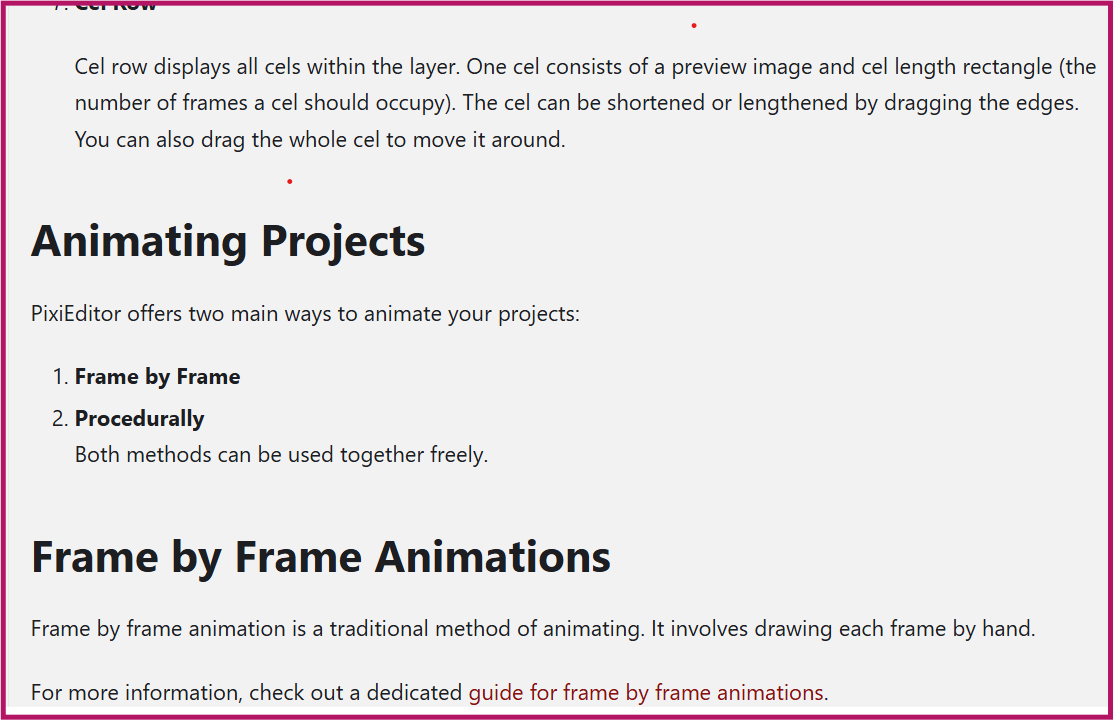 7. Cel Row
Cel row displays all cels within the layer. One cel consists of a preview image and cel length rectangle (the
number of frames a cel should occupy). The cel can be shortened or lengthened by dragging the edges.
You can also drag the whole cel to move it around.
Animating Projects
PixiEditor offers two main ways to animate your projects:
1. Frame by Frame
2. Procedurally
Both methods can be used together freely.
Frame by Frame Animations
Frame by frame animation is a traditional method of animating. It involves drawing each frame by hand.
For more information, check out a dedicated guide for frame by frame animations.